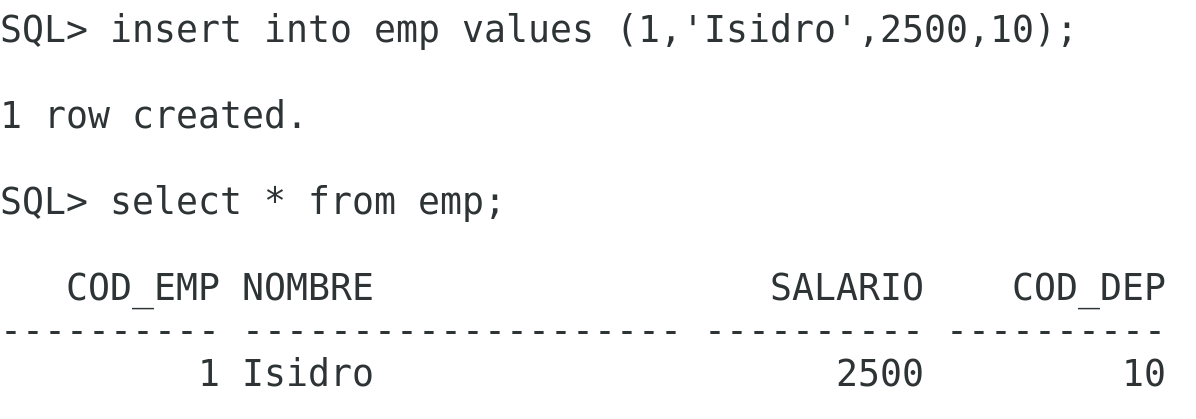 SQL> insert into emp values (1,'Isidro',2500,10);
1 row created.
SQL> select * from emp;
   COD_EMP NOMBRE                  SALARIO    COD_DEP
---------- -------------------- ---------- ----------
         1 Isidro                     2500         10